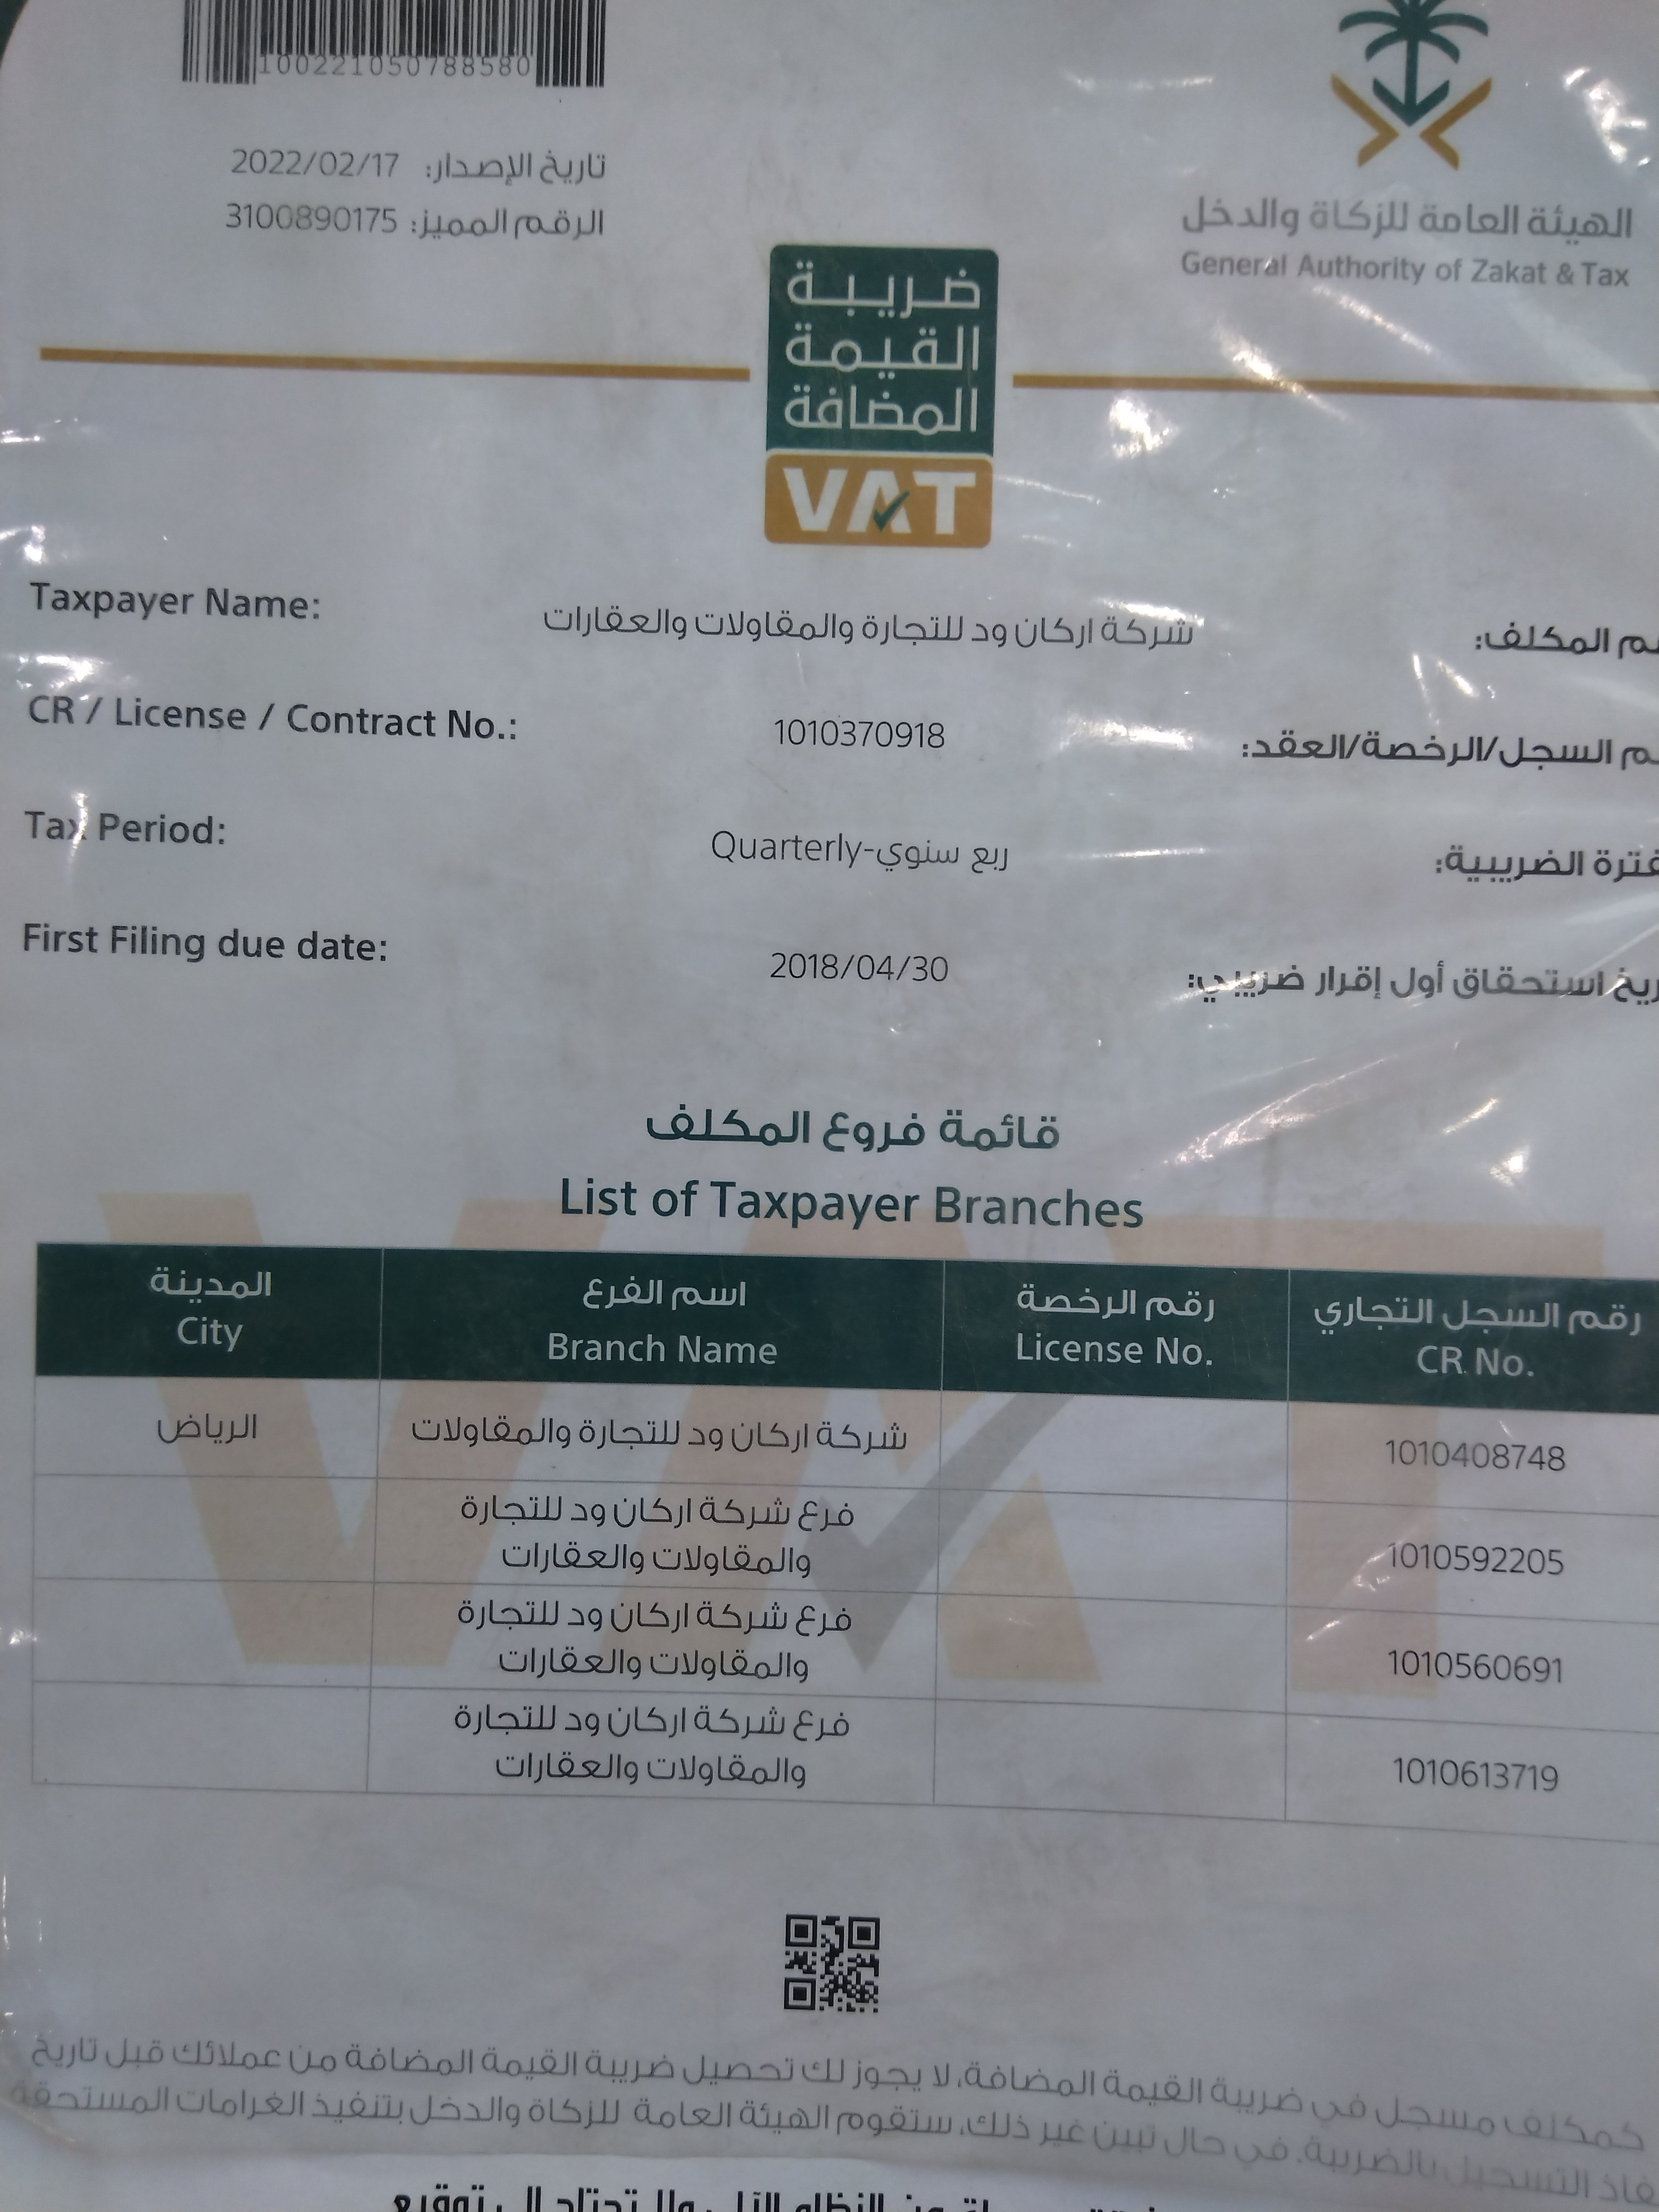 100221050788580
تاريخ الإصدار: 2022/02/17
الرقم المميز: 3100890175
الهيئة العامة للزكاة والدخل
General Authority of Zakat & Tax
ضريبة
القيمة
المضافة
VAT
Taxpayer Name: شركة اركان ود للتجارة والمقاولات والعقارات المكلف:
CR / License / Contract No.: 1010370918 السجل/الرخصة/العقد:
Tax Period: ربع سنوي-Quarterly الضريبية:
First Filing due date: 2018/04/30 استحقاق أول إقرار ضريبي:
قائمة فروع المكلف
List of Taxpayer Branches
المدينة اسم الفرع رقم الرخصة رقم السجل التجاري
City Branch Name License No. CR No.
الرياض شركة اركان ود للتجارة والمقاولات 1010408748
فرع شركة اركان ود للتجارة
والمقاولات والعقارات 1010592205
فرع شركة اركان ود للتجارة
والمقاولات والعقارات 1010560691
فرع شركة اركان ود للتجارة
والمقاولات والعقارات 1010613719
كمكلف مسجل في ضريبة القيمة المضافة، لا يجوز لك تحصيل ضريبة القيمة المضافة من عملائك قبل تاريخ
التسجيل بالضريبة. في حال تبين غير ذلك، ستقوم الهيئة العامة للزكاة والدخل بتنفيذ الغرامات المستحقة